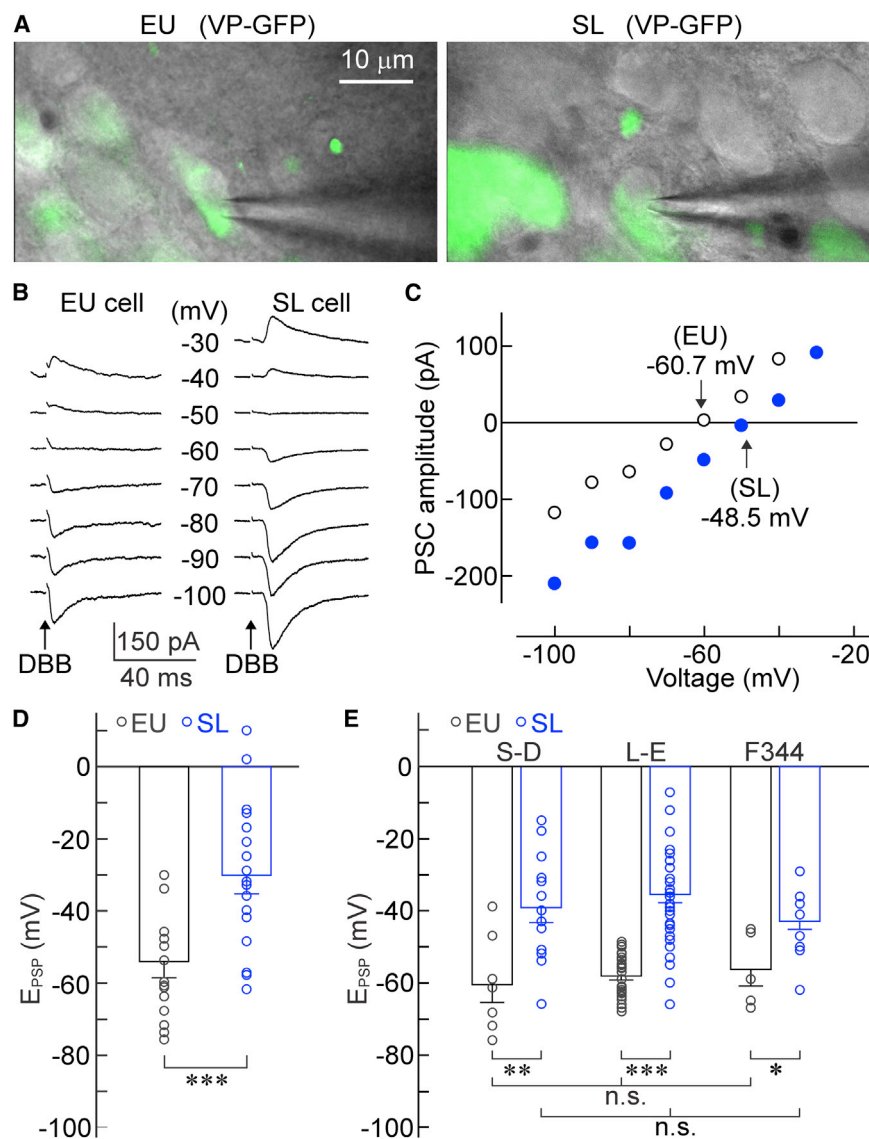 A
EU (VP-GFP)
SL (VP-GFP)
10 μm
B
EU cell
(mV)
SL cell
-30
-40
-50
-60
-70
-80
-90
-100
DBB
DBB
150 pA
40 ms
C
PSC amplitude (pA)
100
0
-100
-200
(EU)
-60.7 mV
(SL)
-48.5 mV
-100
-60
-20
Voltage (mV)
D
EU SL
EPSP (mV)
0
-20
-40
-60
-80
-100
***
E
EU SL
S-D L-E F344
EPSP (mV)
0
-20
-40
-60
-80
-100
** *** *
n.s.
n.s.